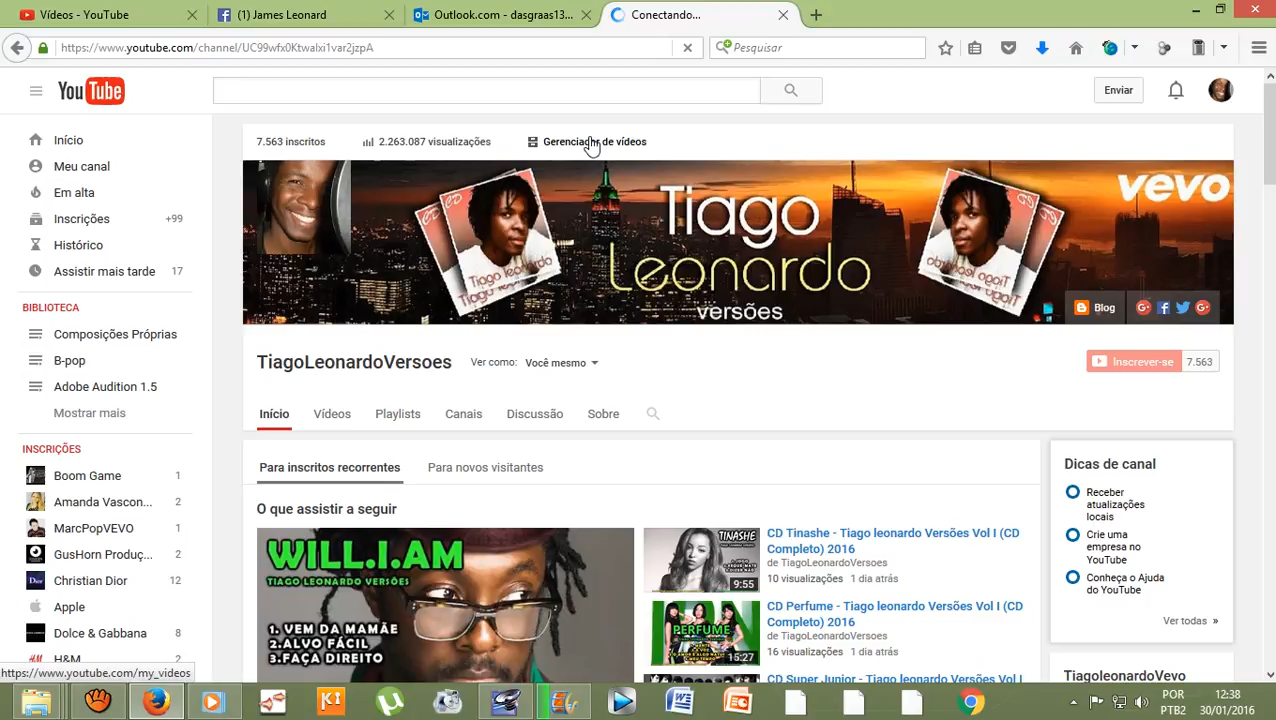 Vídeos - YouTube
(1) James Leonard
Outlook.com - dasgraas13...
Conectando...
https://www.youtube.com/channel/UC99wfx0Ktwalxi1var2jzpA
Pesquisar
YouTube
Enviar
7.563 inscritos
2.263.087 visualizações
Gerenciador de vídeos
Início
Meu canal
Em alta
Inscrições +99
Histórico
Assistir mais tarde 17
BIBLIOTECA
Composições Próprias
B-pop
Adobe Audition 1.5
Mostrar mais
INSCRIÇÕES
Boom Game 1
Amanda Vascon... 2
MarcPopVEVO 1
GusHorn Produç... 2
Christian Dior 12
Apple
Dolce & Gabbana 8
H&M 2
https://www.youtube.com/my_videos
CD
Tiago leonardo
Tiago
Leonardo
versões
vevo
Blog
TiagoLeonardoVersoes
Ver como: Você mesmo
Inscrever-se 7.563
Início Vídeos Playlists Canais Discussão Sobre
Para inscritos recorrentes Para novos visitantes
O que assistir a seguir
WILL.I.AM
TIAGO LEONARDO VERSÕES
1. VEM DA MAMÃE
2.ALVO FÁCIL
3.FAÇA DIREITO
TINASHE
9:55
CD Tinashe - Tiago leonardo Versões Vol I (CD
Completo) 2016
de TiagoLeonardoVersoes
10 visualizações 1 dia atrás
PERFUME
15:27
CD Perfume - Tiago leonardo Versões Vol I (CD
Completo) 2016
de TiagoLeonardoVersoes
16 visualizações 1 dia atrás
CD Super Junior - Tiago leonardo Versões Vol I
Dicas de canal
Receber
atualizações
locais
Crie uma
empresa no
YouTube
Conheça o Ajuda
do YouTube
Ver todas »
TiagoleonardoVevo
POR
PTB2
12:38
30/01/2016